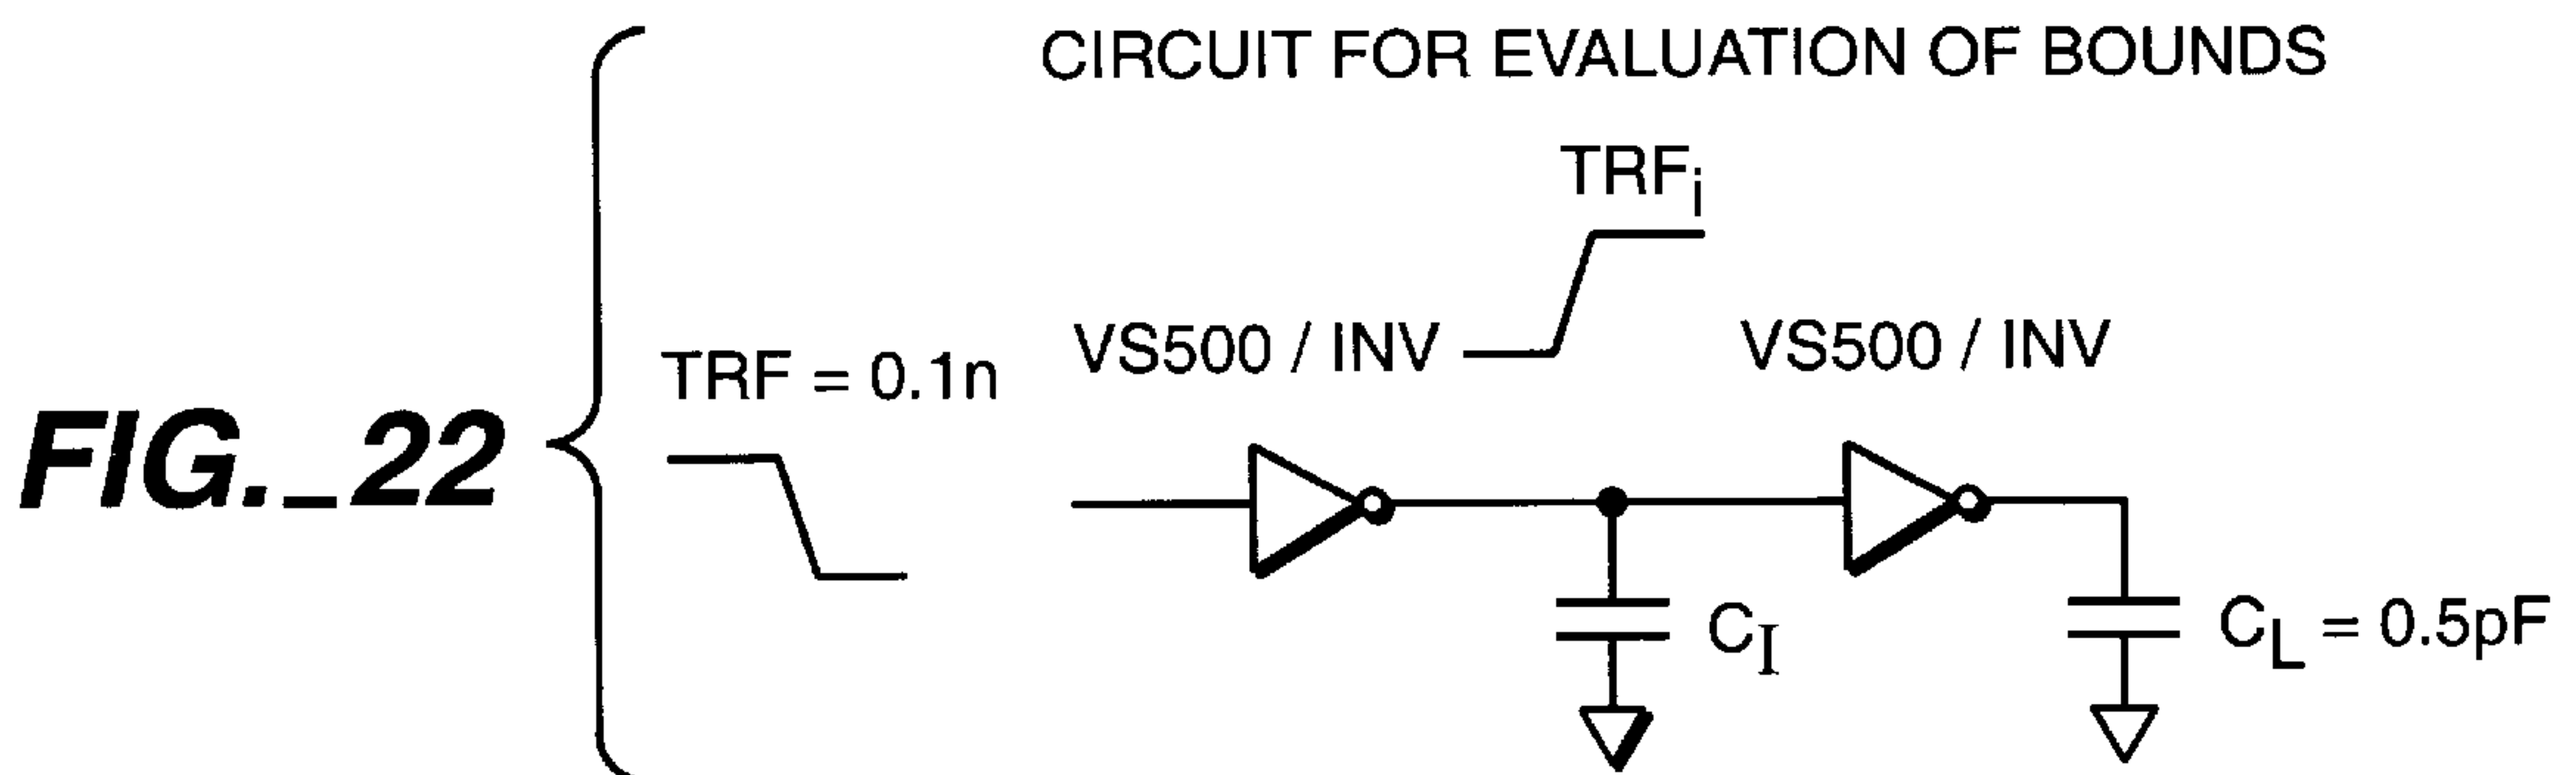 CIRCUIT FOR EVALUATION OF BOUNDS
TRFi
VS500 / INV
VS500 / INV
TRF = 0.1n
FIG._22
CI
CL = 0.5pF